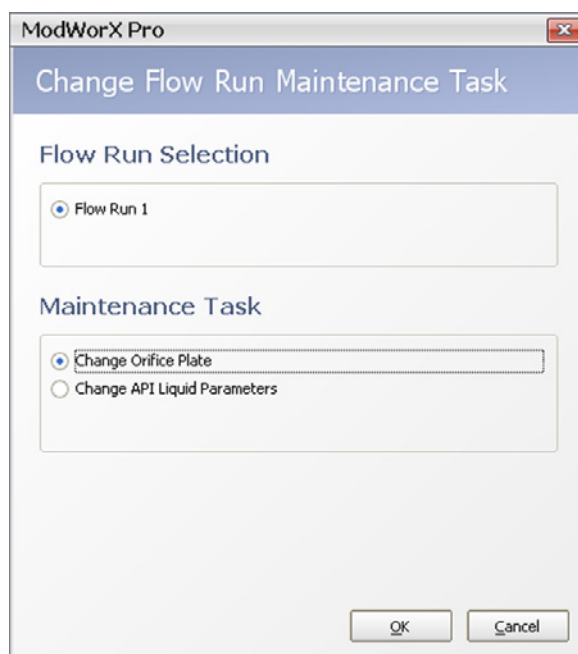 ModWorX Pro
Change Flow Run Maintenance Task
Flow Run Selection
Flow Run 1
Maintenance Task
Change Orifice Plate
Change API Liquid Parameters
OK
Cancel